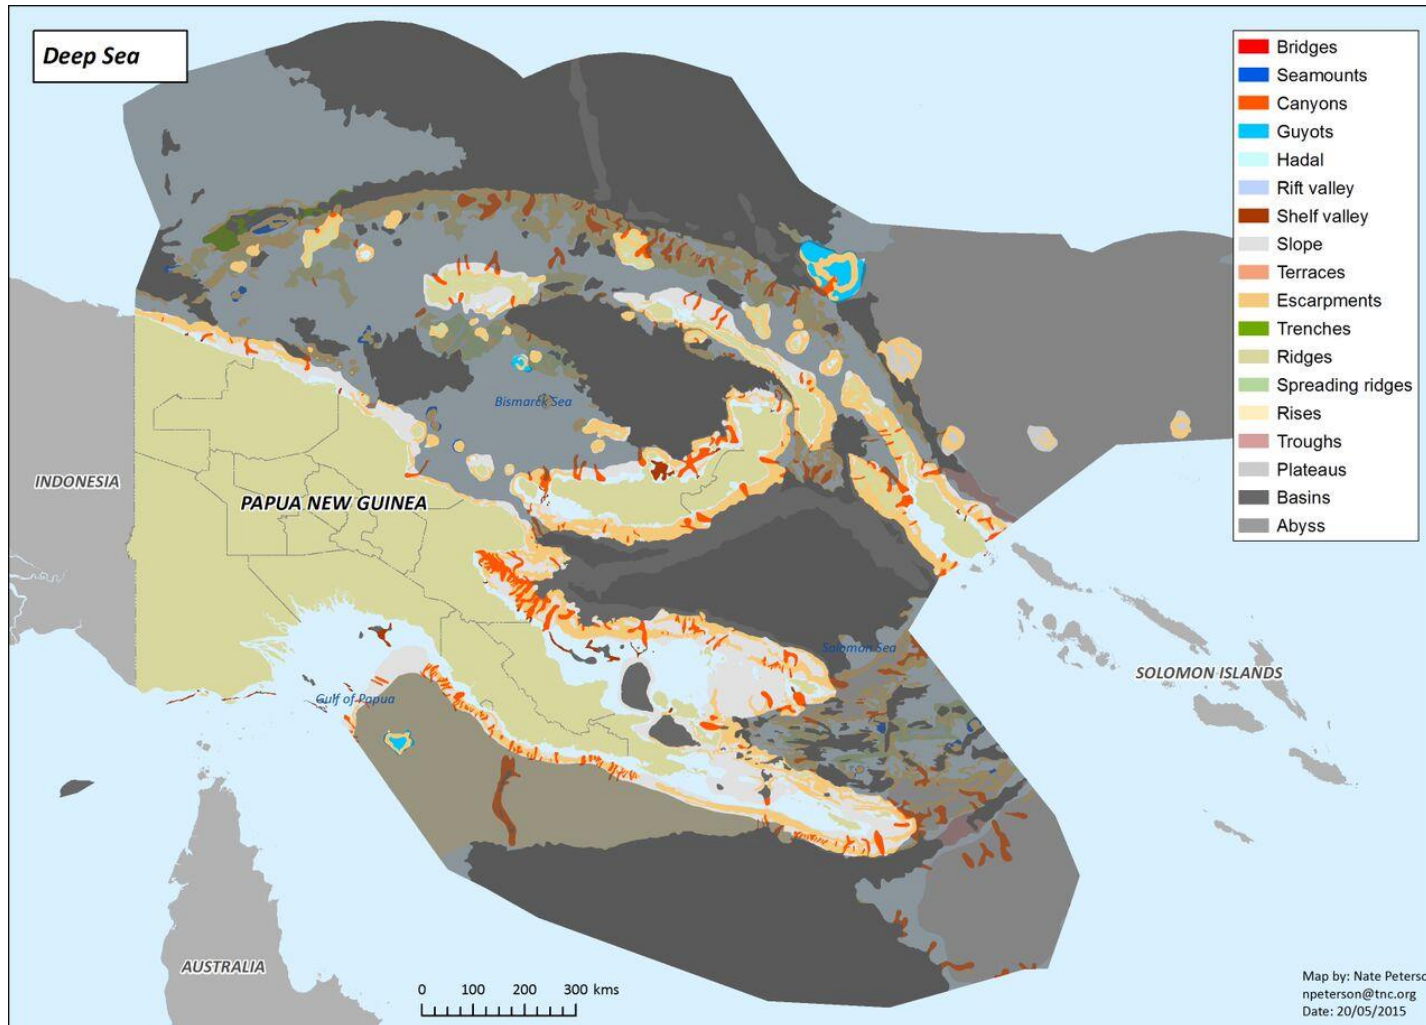 Deep Sea
Bridges
Seamounts
Canyons
Guyots
Hadal
Rift valley
Shelf valley
Slope
Terraces
Escarpments
Trenches
Ridges
Spreading ridges
Rises
Troughs
Plateaus
Basins
Abyss
Bismarck Sea
INDONESIA
PAPUA NEW GUINEA
Solomon Sea
SOLOMON ISLANDS
Gulf of Papua
AUSTRALIA
0 100 200 300 kms
Map by: Nate Peterso
npeterson@tnc.org
Date: 20/05/2015